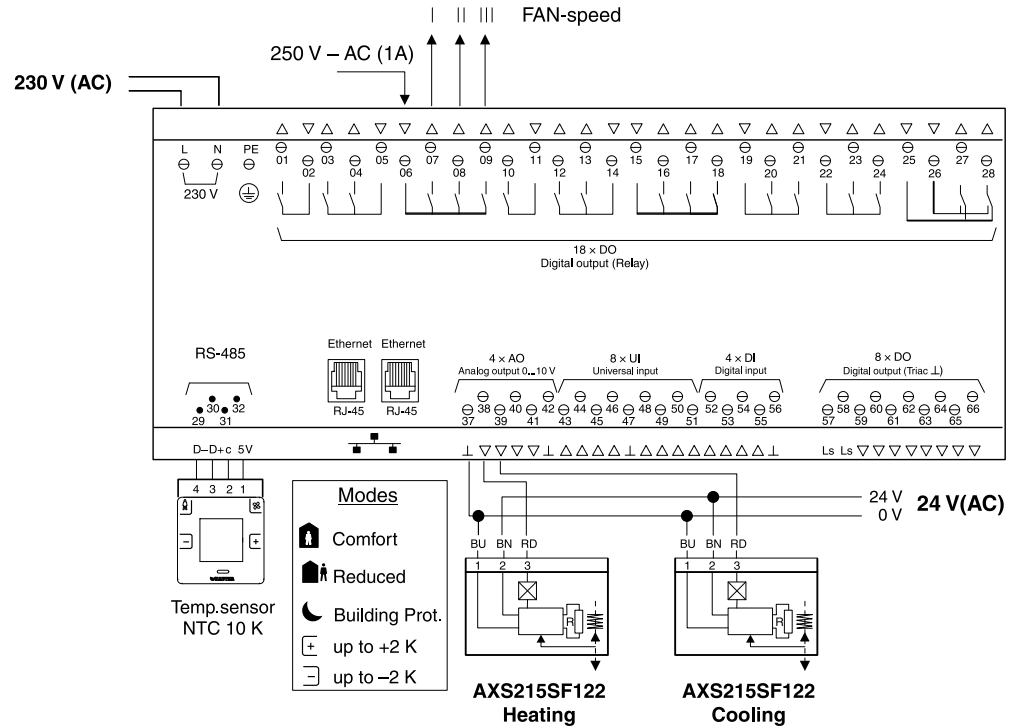 I II III FAN-speed
250 V – AC (1A)
230 V (AC)
L N PE
230 V
01 02 03 04 05 06 07 08 09 10 11 12 13 14 15 16 17 18 19 20 21 22 23 24 25 26 27 28
18 × DO
Digital output (Relay)
RS-485
29 30 31 32
Ethernet Ethernet
RJ-45 RJ-45
4 × AO
Analog output 0...10 V
8 × UI
Universal input
4 × DI
Digital input
8 × DO
Digital output (Triac ⊥)
37 38 39 40 41 42 43 44 45 46 47 48 49 50 51 52 53 54 55 56 57 58 59 60 61 62 63 64 65 66
D– D+ c 5V
Ls Ls
4 3 2 1
Temp.sensor
NTC 10 K
Modes
Comfort
Reduced
Building Prot.
+ up to +2 K
– up to –2 K
24 V
0 V
24 V(AC)
BU BN RD
1 2 3
R
AXS215SF122
Heating
BU BN RD
1 2 3
R
AXS215SF122
Cooling